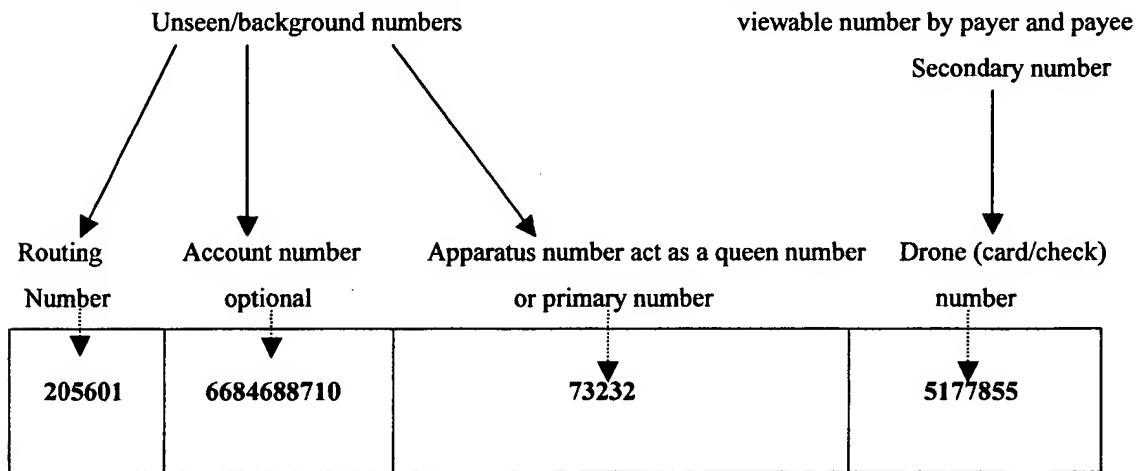 Unseen/background numbers viewable number by payer and payee
Secondary number
Routing Account number Apparatus number act as a queen number Drone (card/check)
Number optional or primary number number
205601 6684688710 73232 5177855